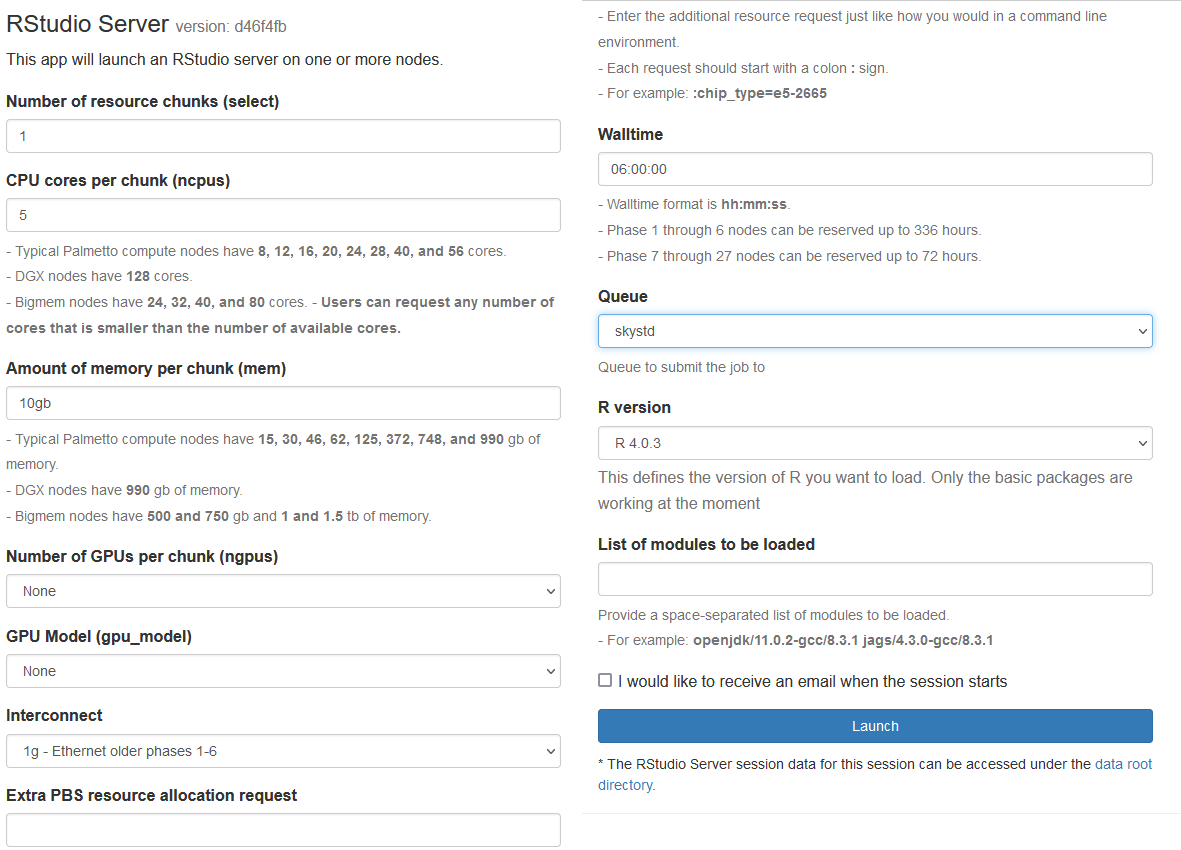 RStudio Server version: d46f4fb
This app will launch an RStudio server on one or more nodes.
Number of resource chunks (select)
1
CPU cores per chunk (ncpus)
5
- Typical Palmetto compute nodes have 8, 12, 16, 20, 24, 28, 40, and 56 cores.
- DGX nodes have 128 cores.
- Bigmem nodes have 24, 32, 40, and 80 cores. - Users can request any number of
cores that is smaller than the number of available cores.
Amount of memory per chunk (mem)
10gb
- Typical Palmetto compute nodes have 15, 30, 46, 62, 125, 372, 748, and 990 gb of
memory.
- DGX nodes have 990 gb of memory.
- Bigmem nodes have 500 and 750 gb and 1 and 1.5 tb of memory.
Number of GPUs per chunk (ngpus)
None
GPU Model (gpu_model)
None
Interconnect
1g - Ethernet older phases 1-6
Extra PBS resource allocation request
- Enter the additional resource request just like how you would in a command line
environment.
- Each request should start with a colon : sign.
- For example: :chip_type=e5-2665
Walltime
06:00:00
- Walltime format is hh:mm:ss.
- Phase 1 through 6 nodes can be reserved up to 336 hours.
- Phase 7 through 27 nodes can be reserved up to 72 hours.
Queue
skystd
Queue to submit the job to
R version
R 4.0.3
This defines the version of R you want to load. Only the basic packages are
working at the moment
List of modules to be loaded
Provide a space-separated list of modules to be loaded.
- For example: openjdk/11.0.2-gcc/8.3.1 jags/4.3.0-gcc/8.3.1
I would like to receive an email when the session starts
Launch
* The RStudio Server session data for this session can be accessed under the data root
directory.